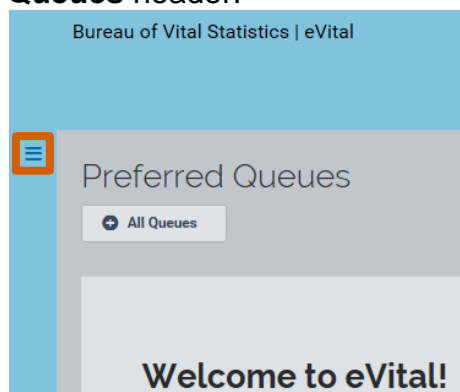 Queues header.
Bureau of Vital Statistics | eVital
Preferred Queues
All Queues
Welcome to eVital!